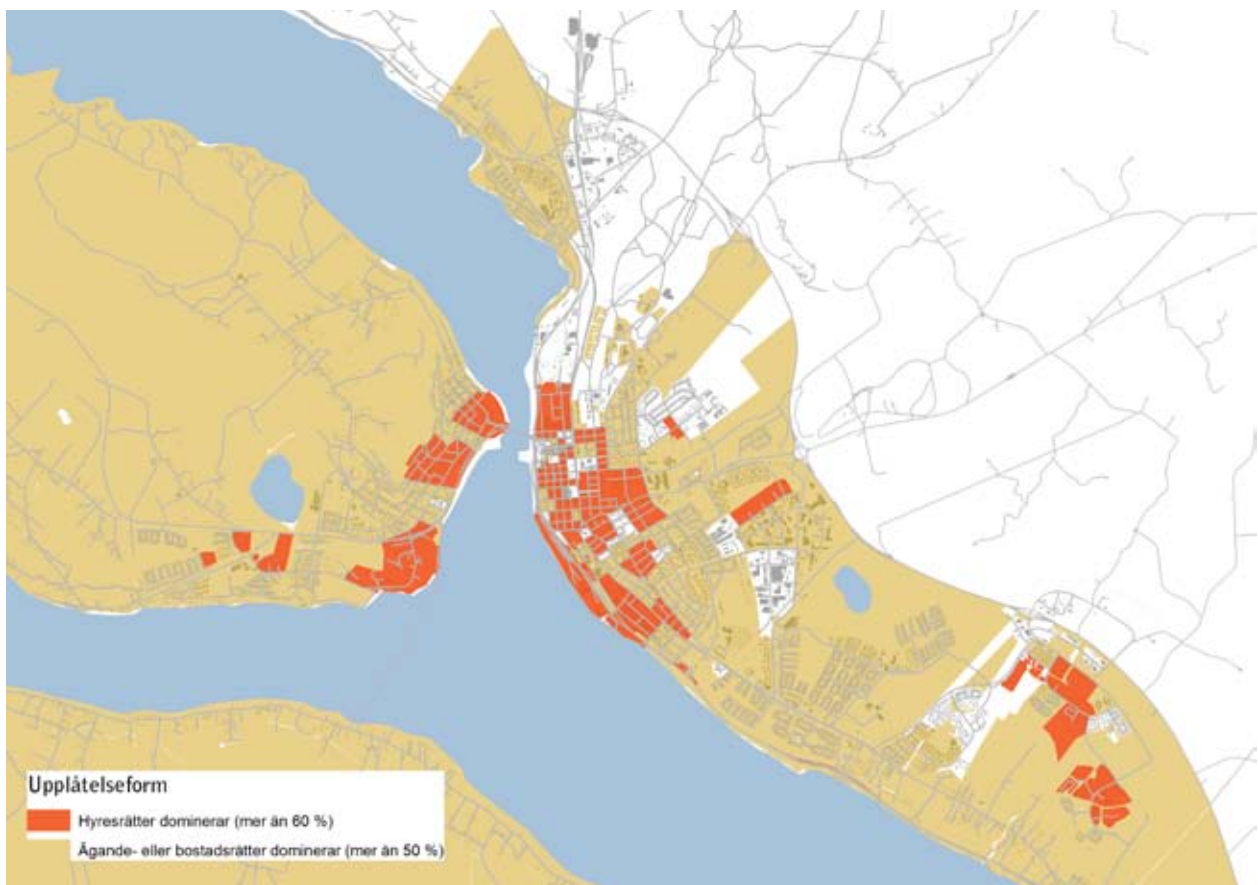 Upplåtelseform
Hyresrätter dominerar (mer än 60 %)
Ägande- eller bostadsrätter dominerar (mer än 50 %)